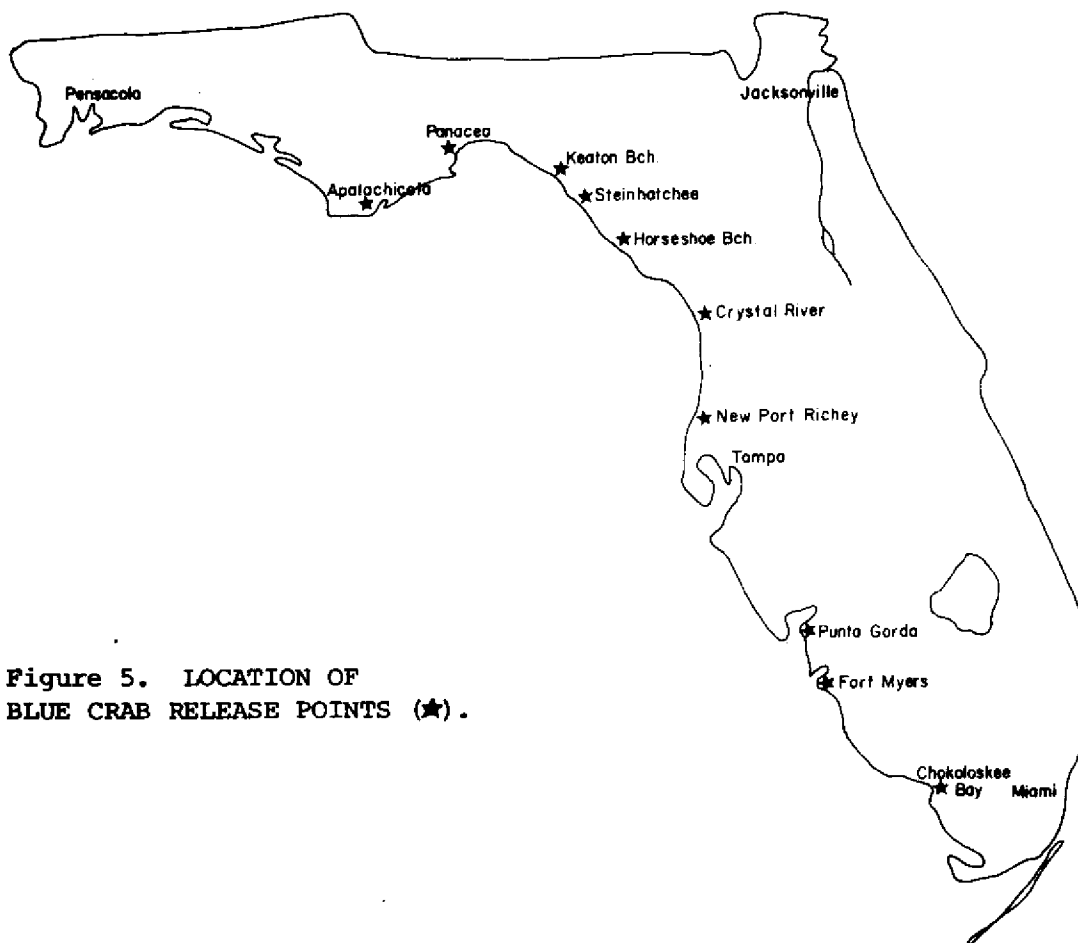 Pensacola
Jacksonville
Panacea
Keaton Bch.
Apalachicola
Steinhatchee
Horseshoe Bch.
Crystal River
New Port Richey
Tampa
Punta Gorda
Fort Myers
Figure 5. LOCATION OF
BLUE CRAB RELEASE POINTS (★).
Chokoloskee
Bay
Miami